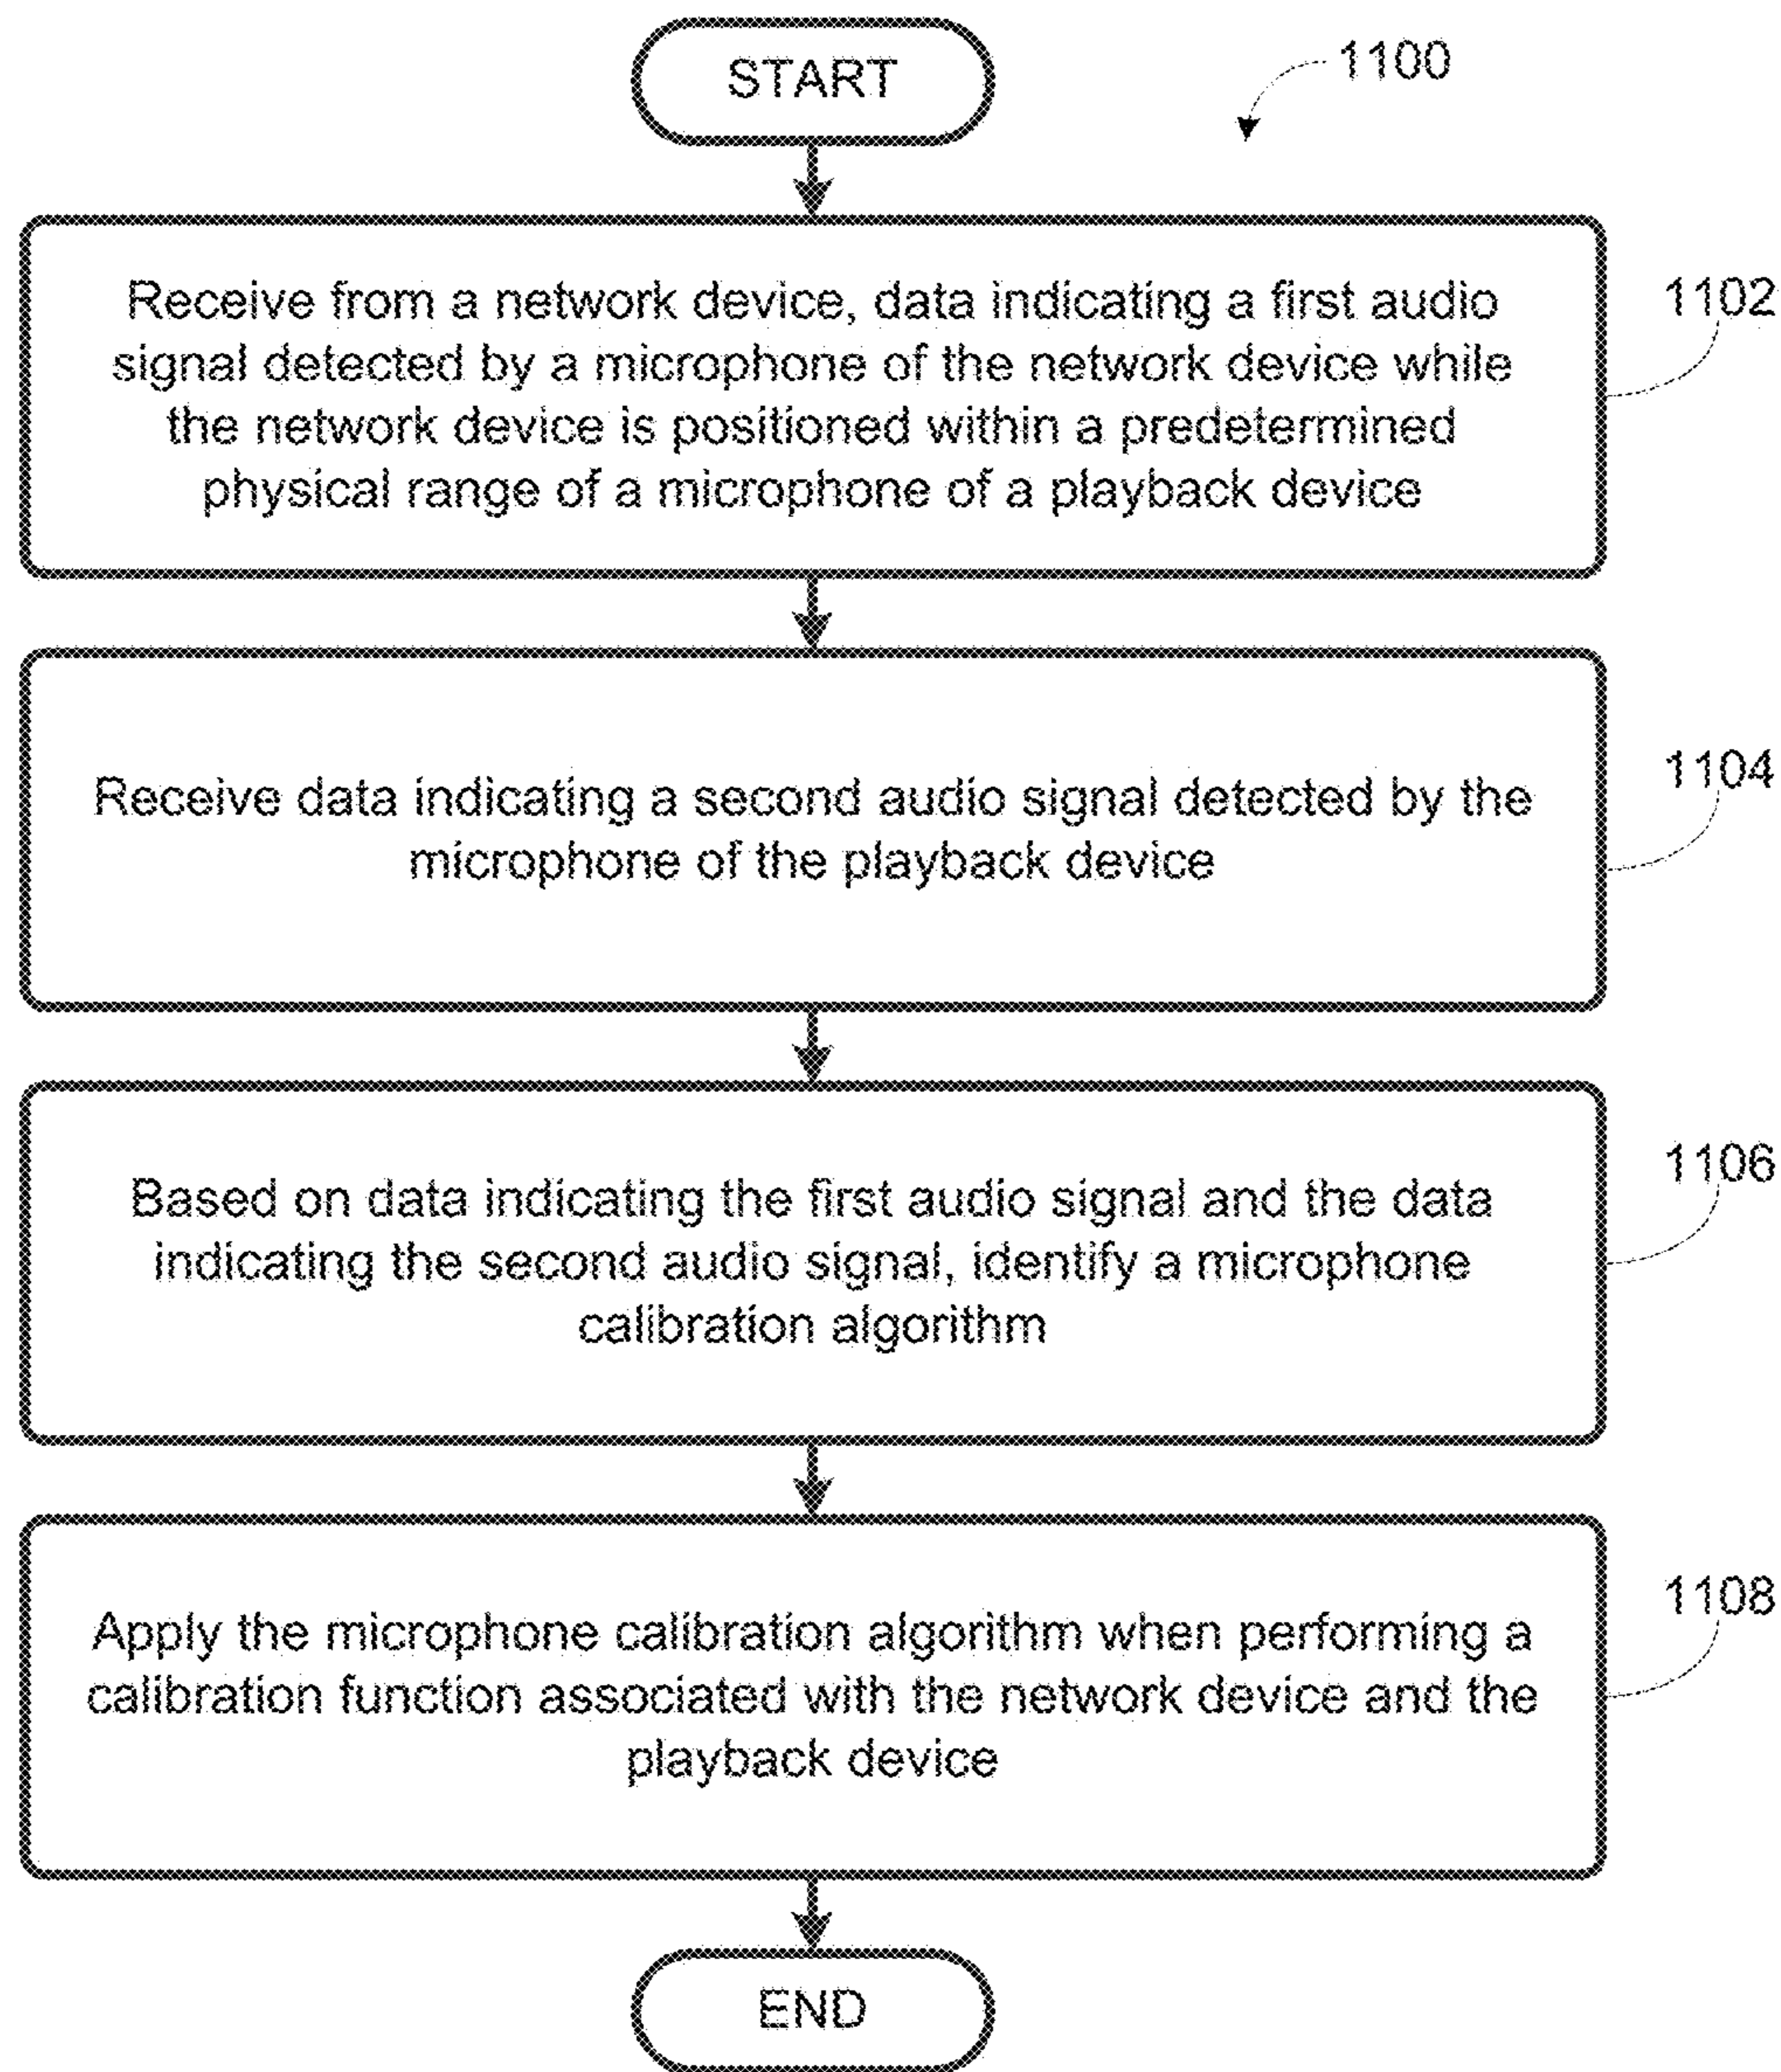 START
1100
Receive from a network device, data indicating a first audio
signal detected by a microphone of the network device while
the network device is positioned within a predetermined
physical range of a microphone of a playback device
1102
Receive data indicating a second audio signal detected by the
microphone of the playback device
1104
Based on data indicating the first audio signal and the data
indicating the second audio signal, identify a microphone
calibration algorithm
1106
Apply the microphone calibration algorithm when performing a
calibration function associated with the network device and the
playback device
1108
END